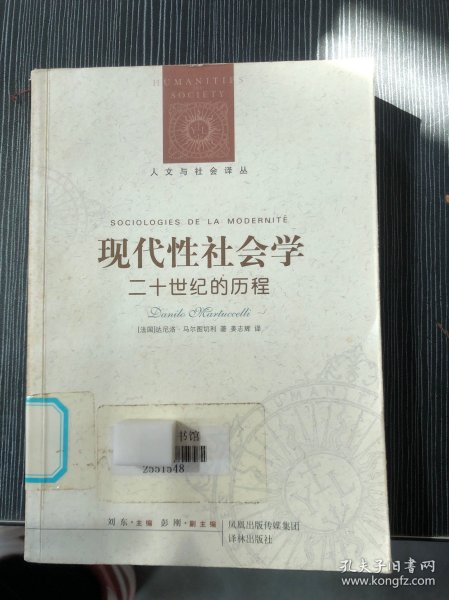 HUMANITIES
SOCIETY
人文与社会译丛
SOCIOLOGIES DE LA MODERNITÉ
现代性社会学
二十世纪的历程
Danilo Martuccelli
[法国]达尼洛·马尔图切利 著 姜志辉 译
书馆
2551548
刘东·主编 彭刚·副主编
凤凰出版传媒集团
译林出版社
孔夫子旧书网
www.kongfz.com